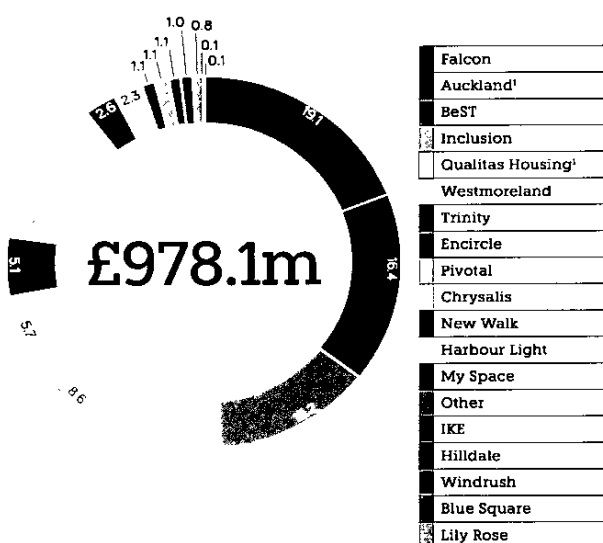 1.0
0.8
1.1
0.1
1.1
0.1
1.1
2.6
2.3
19.1
16.4
5.1
5.7
8.6
£978.1m
Falcon
Auckland¹
BeST
Inclusion
Qualitas Housing¹
Westmoreland
Trinity
Encircle
Pivotal
Chrysalis
New Walk
Harbour Light
My Space
Other
IKE
Hilldale
Windrush
Blue Square
Lily Rose